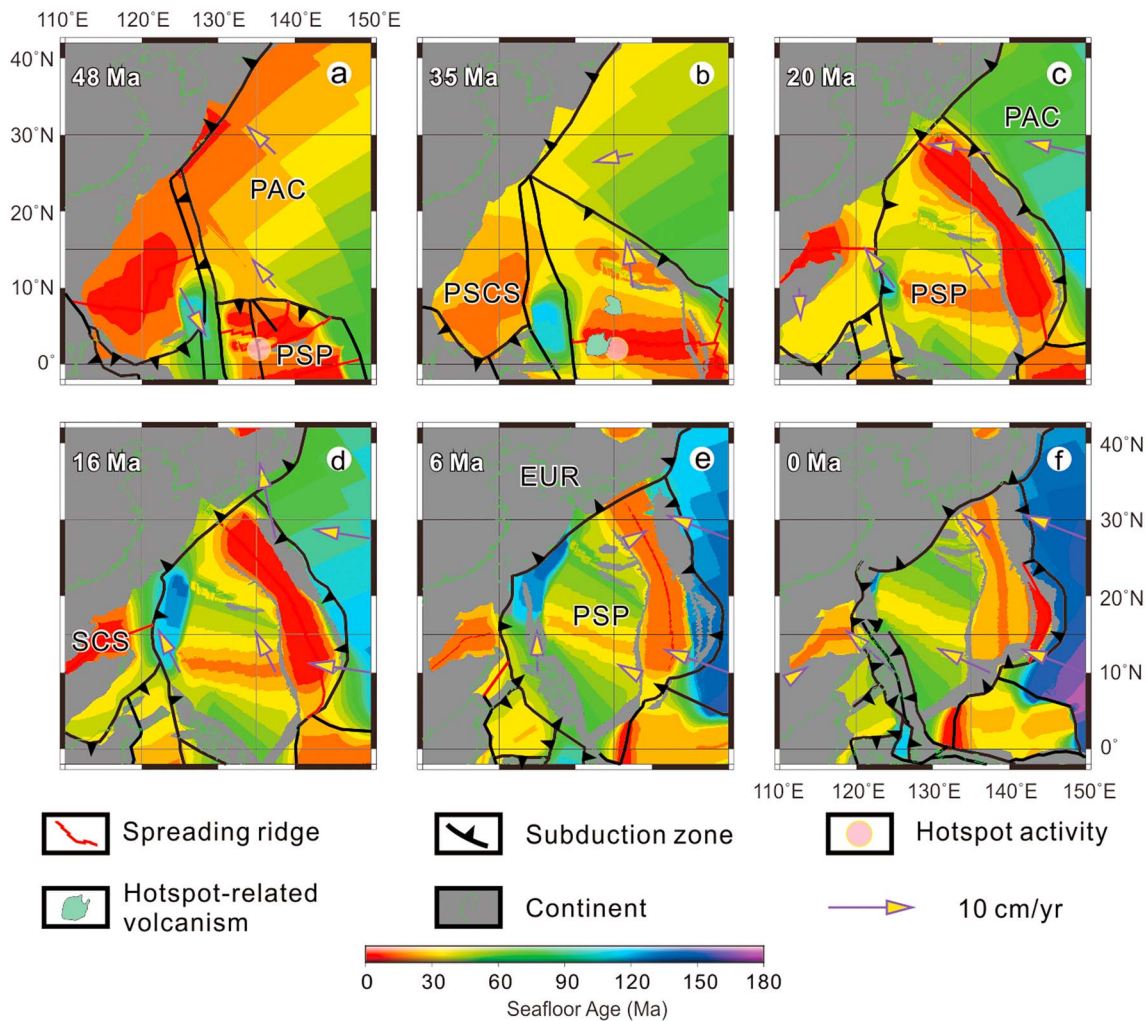 110°E 120°E 130°E 140°E 150°E
40°N
30°N
20°N
10°N
0°
48 Ma
a
PAC
PSP
35 Ma
b
PSCS
20 Ma
c
PAC
PSP
16 Ma
d
SCS
6 Ma
e
EUR
PSP
0 Ma
f
40°N
30°N
20°N
10°N
0°
110°E 120°E 130°E 140°E 150°E
Spreading ridge
Subduction zone
Hotspot activity
Hotspot-related
volcanism
Continent
10 cm/yr
0 30 60 90 120 150 180
Seafloor Age (Ma)